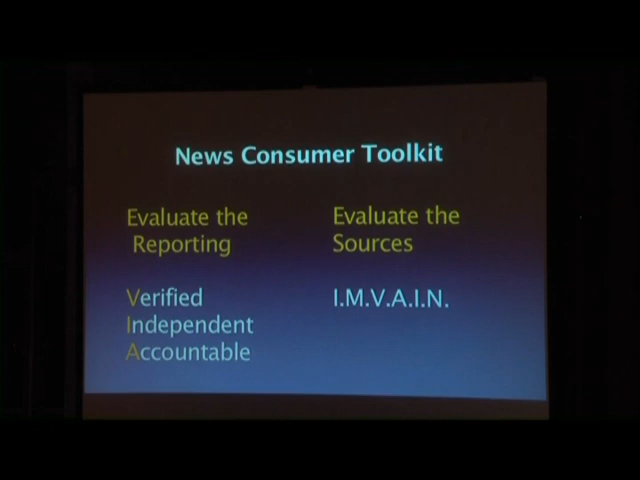 News Consumer Toolkit
Evaluate the
Reporting
Verified
Independent
Accountable
Evaluate the
Sources
I.M.V.A.I.N.